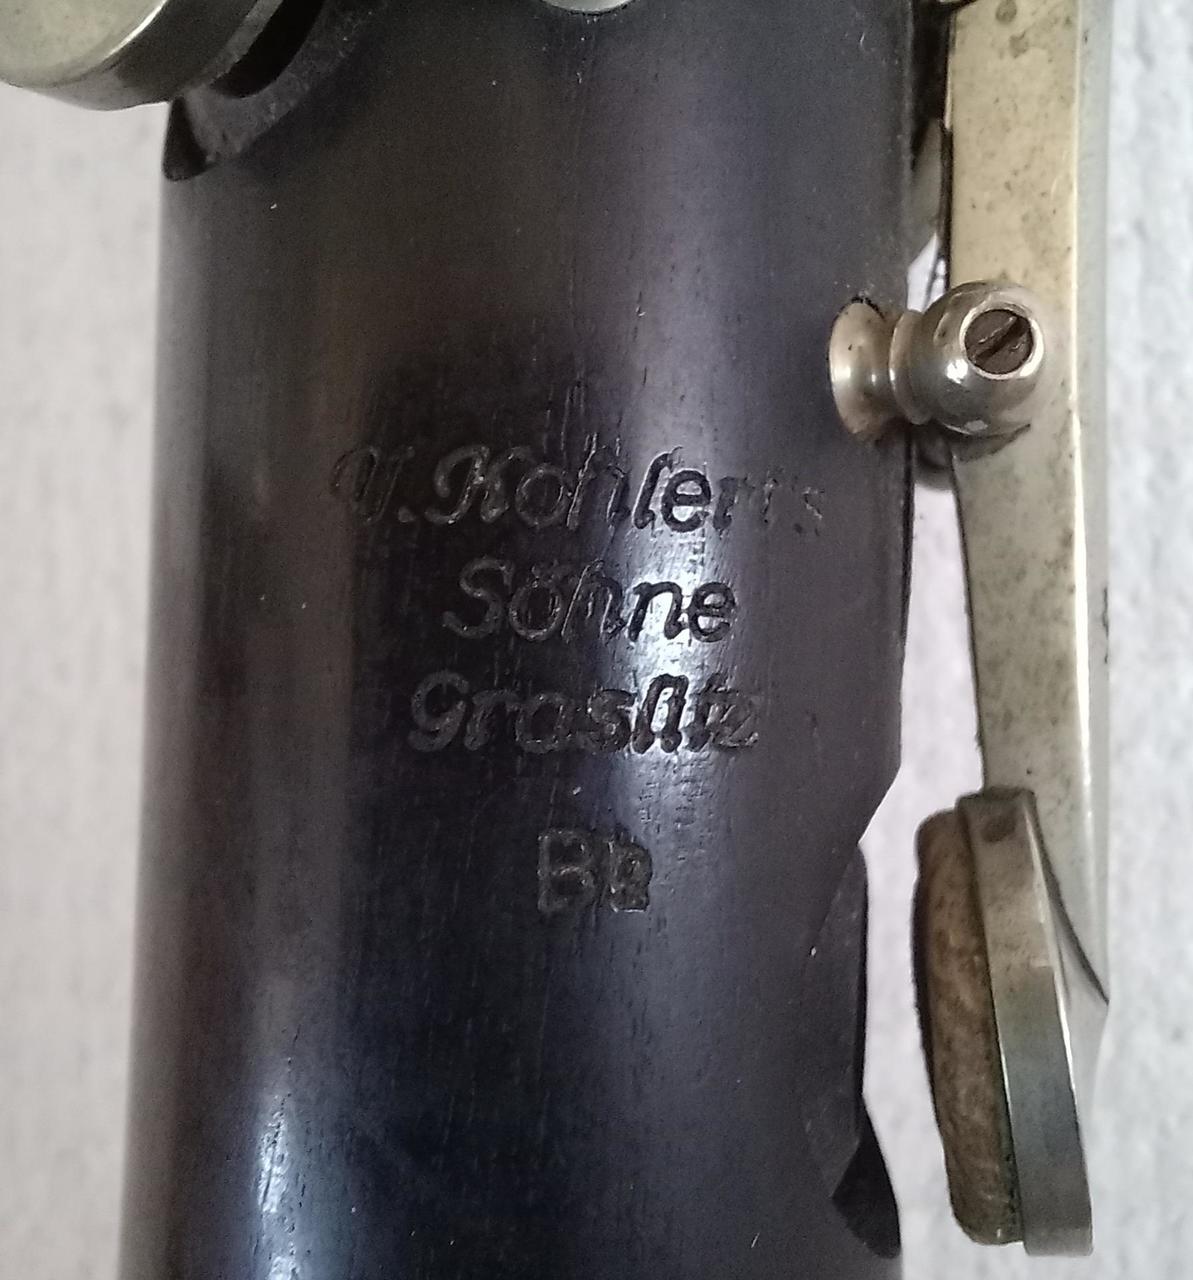 V. Kohlert's
Söhne
Graslitz
B♭